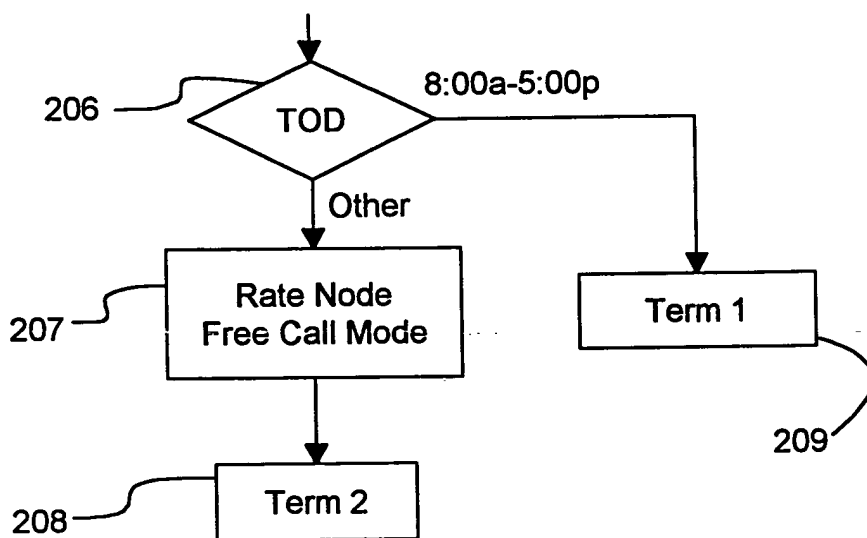 8:00a-5:00p
206
TOD
Other
Rate Node
Free Call Mode
207
Term 1
209
Term 2
208